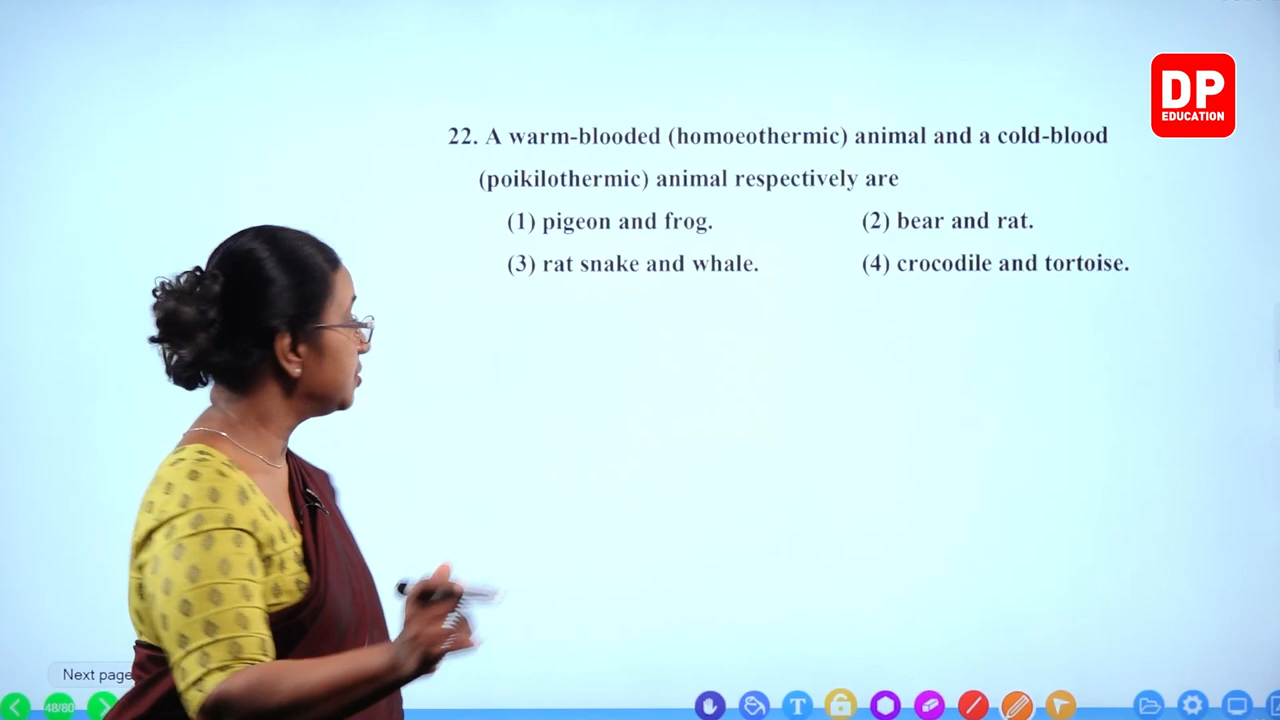 DP
EDUCATION
22. A warm-blooded (homoeothermic) animal and a cold-blood
(poikilothermic) animal respectively are
(1) pigeon and frog. (2) bear and rat.
(3) rat snake and whale. (4) crocodile and tortoise.
Next page
48/80
T